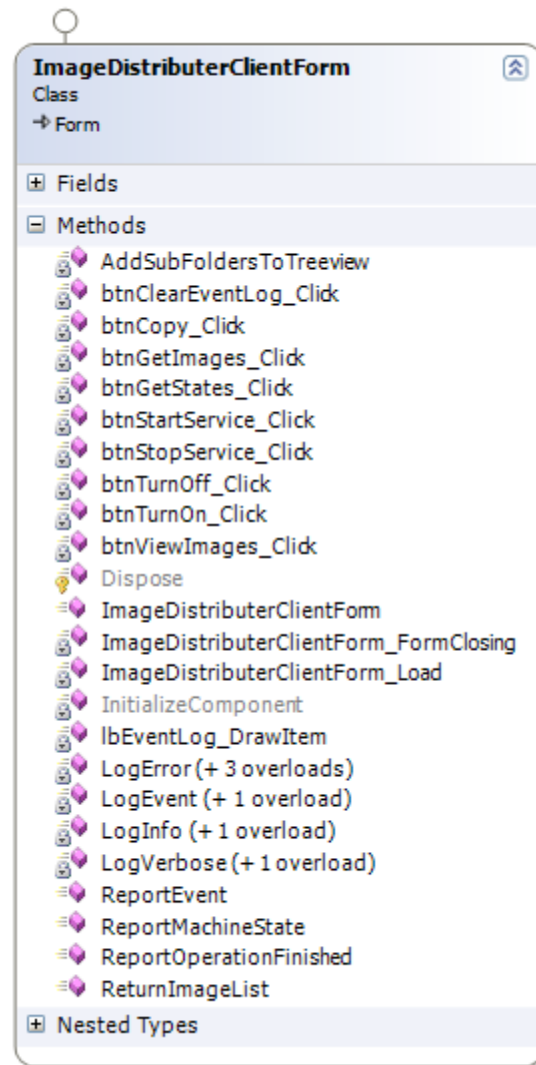 ImageDistributerClientForm
Class
Form
Fields
Methods
AddSubFoldersToTreeview
btnClearEventLog_Click
btnCopy_Click
btnGetImages_Click
btnGetStates_Click
btnStartService_Click
btnStopService_Click
btnTurnOff_Click
btnTurnOn_Click
btnViewImages_Click
Dispose
ImageDistributerClientForm
ImageDistributerClientForm_FormClosing
ImageDistributerClientForm_Load
InitializeComponent
lbEventLog_DrawItem
LogError (+ 3 overloads)
LogEvent (+ 1 overload)
LogInfo (+ 1 overload)
LogVerbose (+ 1 overload)
ReportEvent
ReportMachineState
ReportOperationFinished
ReturnImageList
Nested Types